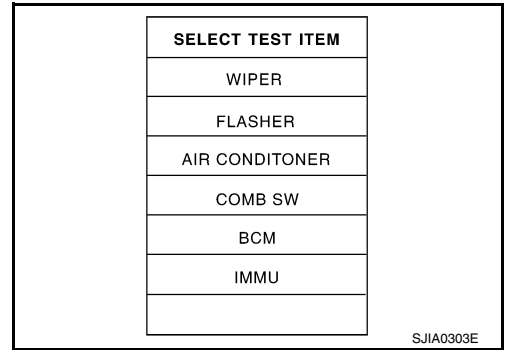 SELECT TEST ITEM
WIPER
FLASHER
AIR CONDITONER
COMB SW
BCM
IMMU
SJIA0303E